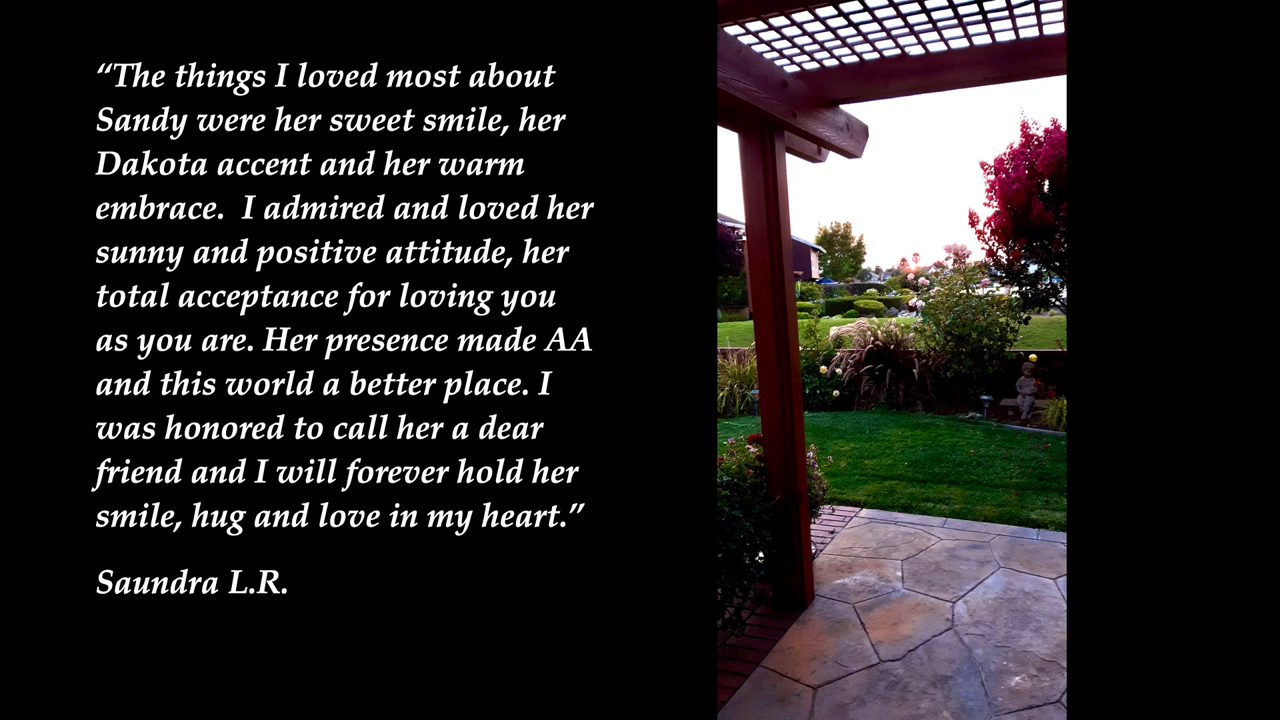 “The things I loved most about
Sandy were her sweet smile, her
Dakota accent and her warm
embrace.  I admired and loved her
sunny and positive attitude, her
total acceptance for loving you
as you are. Her presence made AA
and this world a better place. I
was honored to call her a dear
friend and I will forever hold her
smile, hug and love in my heart.”
Saundra L.R.